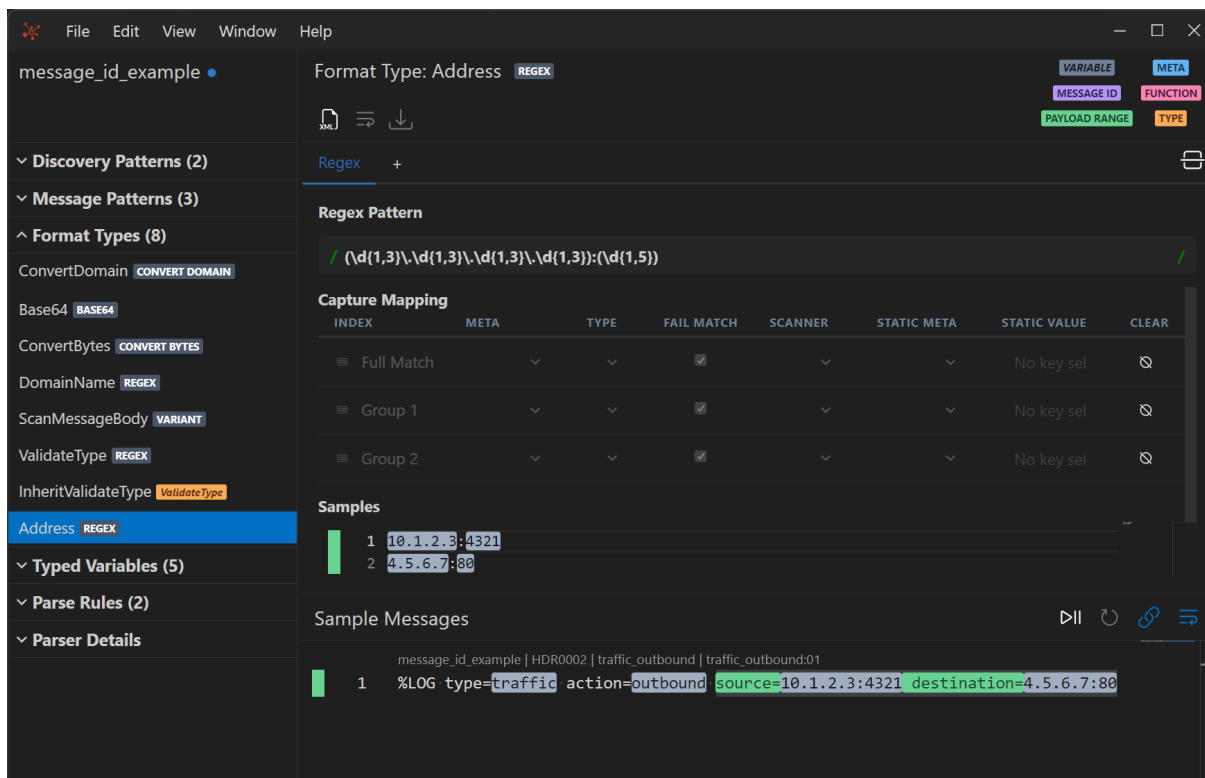 File Edit View Window Help
message_id_example
Format Type: Address REGEX
VARIABLE META
MESSAGE ID FUNCTION
PAYLOAD RANGE TYPE
XML
Discovery Patterns (2)
Message Patterns (3)
Format Types (8)
ConvertDomain CONVERT DOMAIN
Base64 BASE64
ConvertBytes CONVERT BYTES
DomainName REGEX
ScanMessageBody VARIANT
ValidateType REGEX
InheritValidateType ValidateType
Address REGEX
Typed Variables (5)
Parse Rules (2)
Parser Details
Regex +
Regex Pattern
/ (\d{1,3}\.\d{1,3}\.\d{1,3}\.\d{1,3}):(\d{1,5}) /
Capture Mapping
INDEX META TYPE FAIL MATCH SCANNER STATIC META STATIC VALUE CLEAR
Full Match No key sel
Group 1 No key sel
Group 2 No key sel
Samples
1 10.1.2.3:4321
2 4.5.6.7:80
Sample Messages
message_id_example | HDR0002 | traffic_outbound | traffic_outbound:01
1 %LOG type=traffic action=outbound source=10.1.2.3:4321 destination=4.5.6.7:80